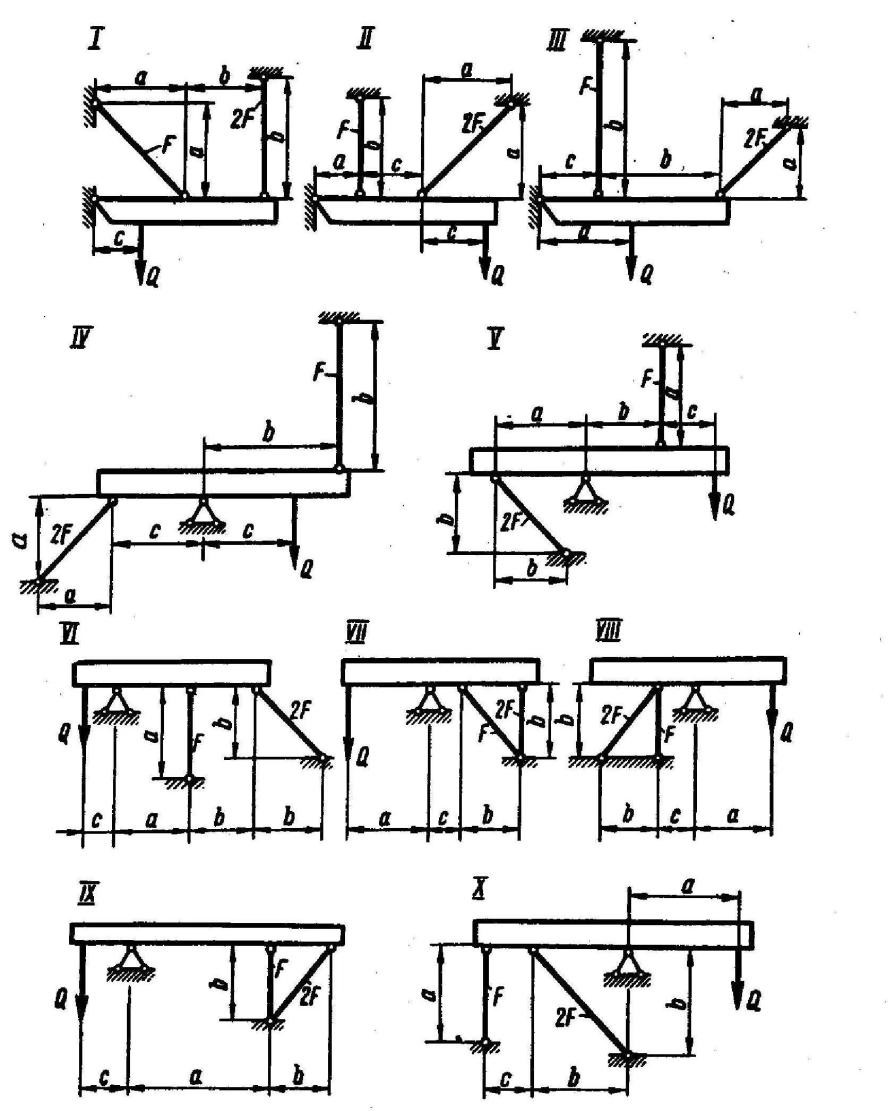 I II III
a b a a
F a 2F b F b 2F a F b 2F a
a c c b
c Q c Q a Q
IV V
F b F a
b a b c
a 2F c c Q b 2F Q
a b
VI VII VIII
Q a F b 2F Q F 2F b b 2F F Q
c a b b a c b b c a
IX X
a
Q b F 2F a F 2F b Q
c a b c b